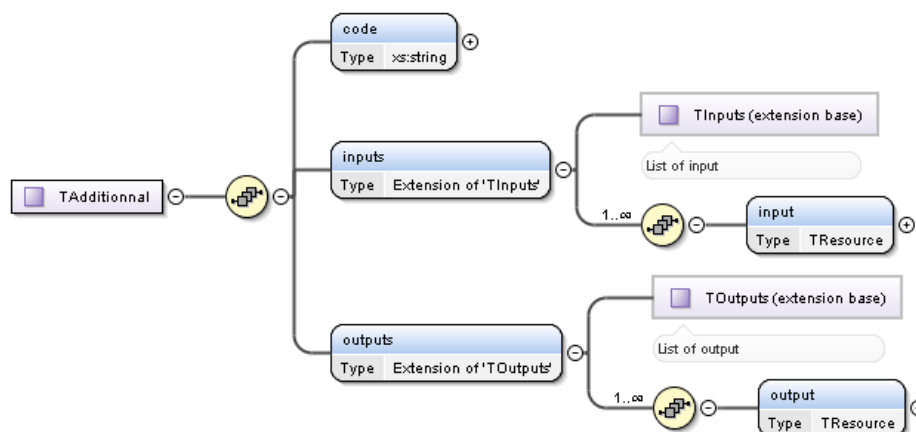 code
Type xs:string
TInputs (extension base)
inputs
Type Extension of 'TInputs'
List of input
TAdditionnal
1..∞
input
Type TResource
TOutputs (extension base)
outputs
Type Extension of 'TOutputs'
List of output
1..∞
output
Type TResource